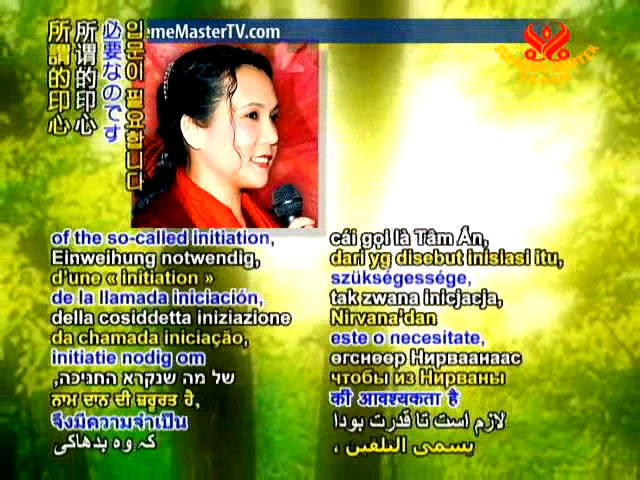 emeMasterTV.com
所謂的印心
所谓的印心
必要なのです
입문이 필요합니다
of the so-called initiation,
Einweihung notwendig,
d'une « initiation »
de la llamada iniciación,
della cosiddetta iniziazione
da chamada iniciação,
initiatie nodig om
של מה שנקרא החניכה,
ਨਾਮ ਦਾਨ ਦੀ ਜ਼ਰੂਰਤ ਹੈ,
จึงมีความจำเป็น
کہ وہ بدھاکی
cái gọi là Tâm Ấn,
dari yg disebut inisiasi itu,
szükségessége,
tak zwana inicjacja,
Nirvana'dan
este o necesitate,
өгснөөр Нирваанаас
чтобы из Нирваны
की आवश्यकता है
لازم است تا قدرت بودا
يسمى التلقين ،